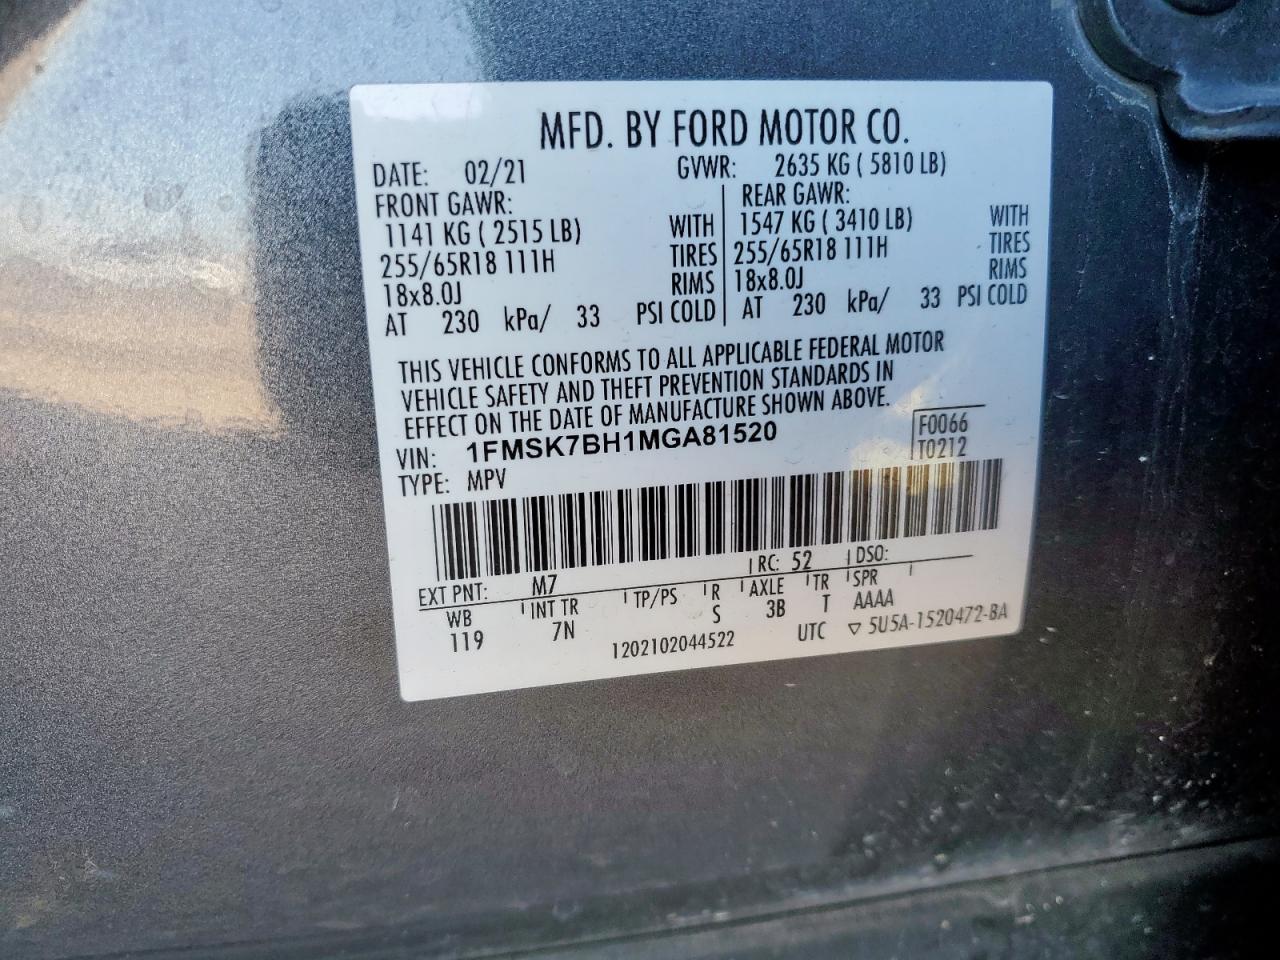 MFD. BY FORD MOTOR CO.
DATE: 02/21 GVWR: 2635 KG ( 5810 LB)
FRONT GAWR: REAR GAWR:
1141 KG ( 2515 LB) WITH 1547 KG ( 3410 LB) WITH
255/65R18 111H TIRES 255/65R18 111H TIRES
18x8.0J RIMS 18x8.0J RIMS
AT 230 kPa/ 33 PSI COLD AT 230 kPa/ 33 PSI COLD
THIS VEHICLE CONFORMS TO ALL APPLICABLE FEDERAL MOTOR
VEHICLE SAFETY AND THEFT PREVENTION STANDARDS IN
EFFECT ON THE DATE OF MANUFACTURE SHOWN ABOVE.
VIN: 1FMSK7BH1MGA81520 F0066
TYPE: MPV T0212
EXT PNT: M7 RC: 52 DSO:
WB INT TR TP/PS R AXLE TR SPR
119 7N S 3B T AAAA
1202102044522 UTC ▽ 5U5A-1520472-BA